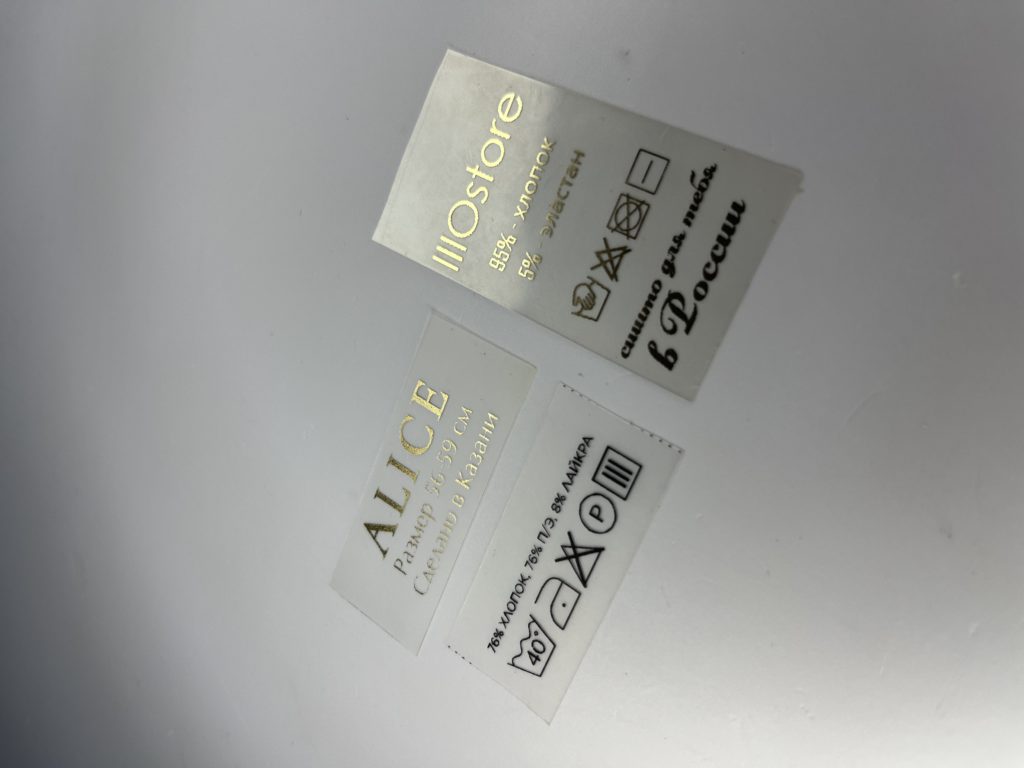 IIIOstore
95% - хлопок
5% - эластан
сшито для тебя
в России
ALICE
Размер 56-59 см
Сделано в Казани
76% ХЛОПОК, 76% П/Э, 8% ЛАЙКРА
40°
P